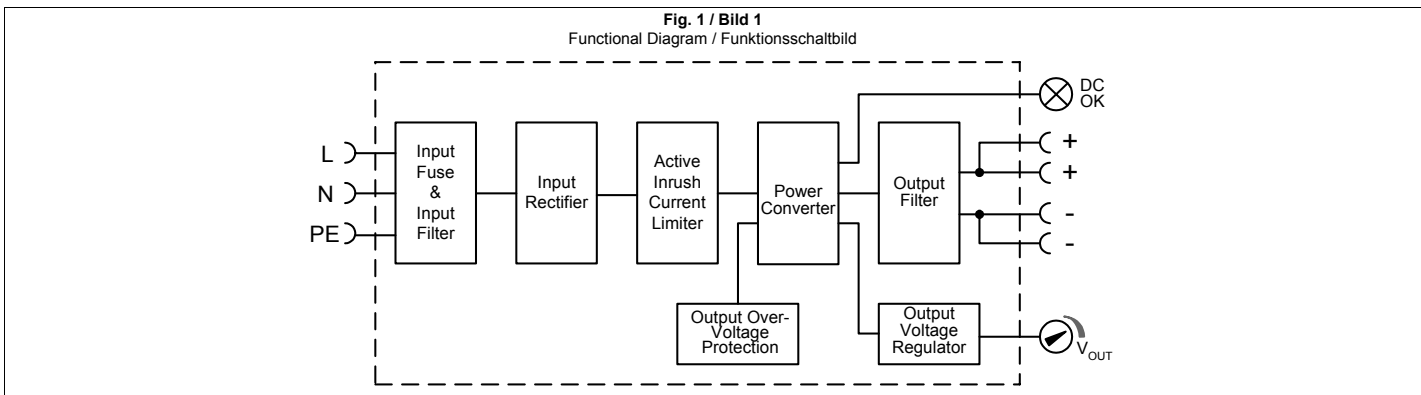 Fig. 1 / Bild 1
Functional Diagram / Funktionsschaltbild
L
N
PE
Input
Fuse
&
Input
Filter
Input
Rectifier
Active
Inrush
Current
Limiter
Power
Converter
Output
Filter
DC
OK
+
+
-
-
Output Over-
Voltage
Protection
Output
Voltage
Regulator
VOUT